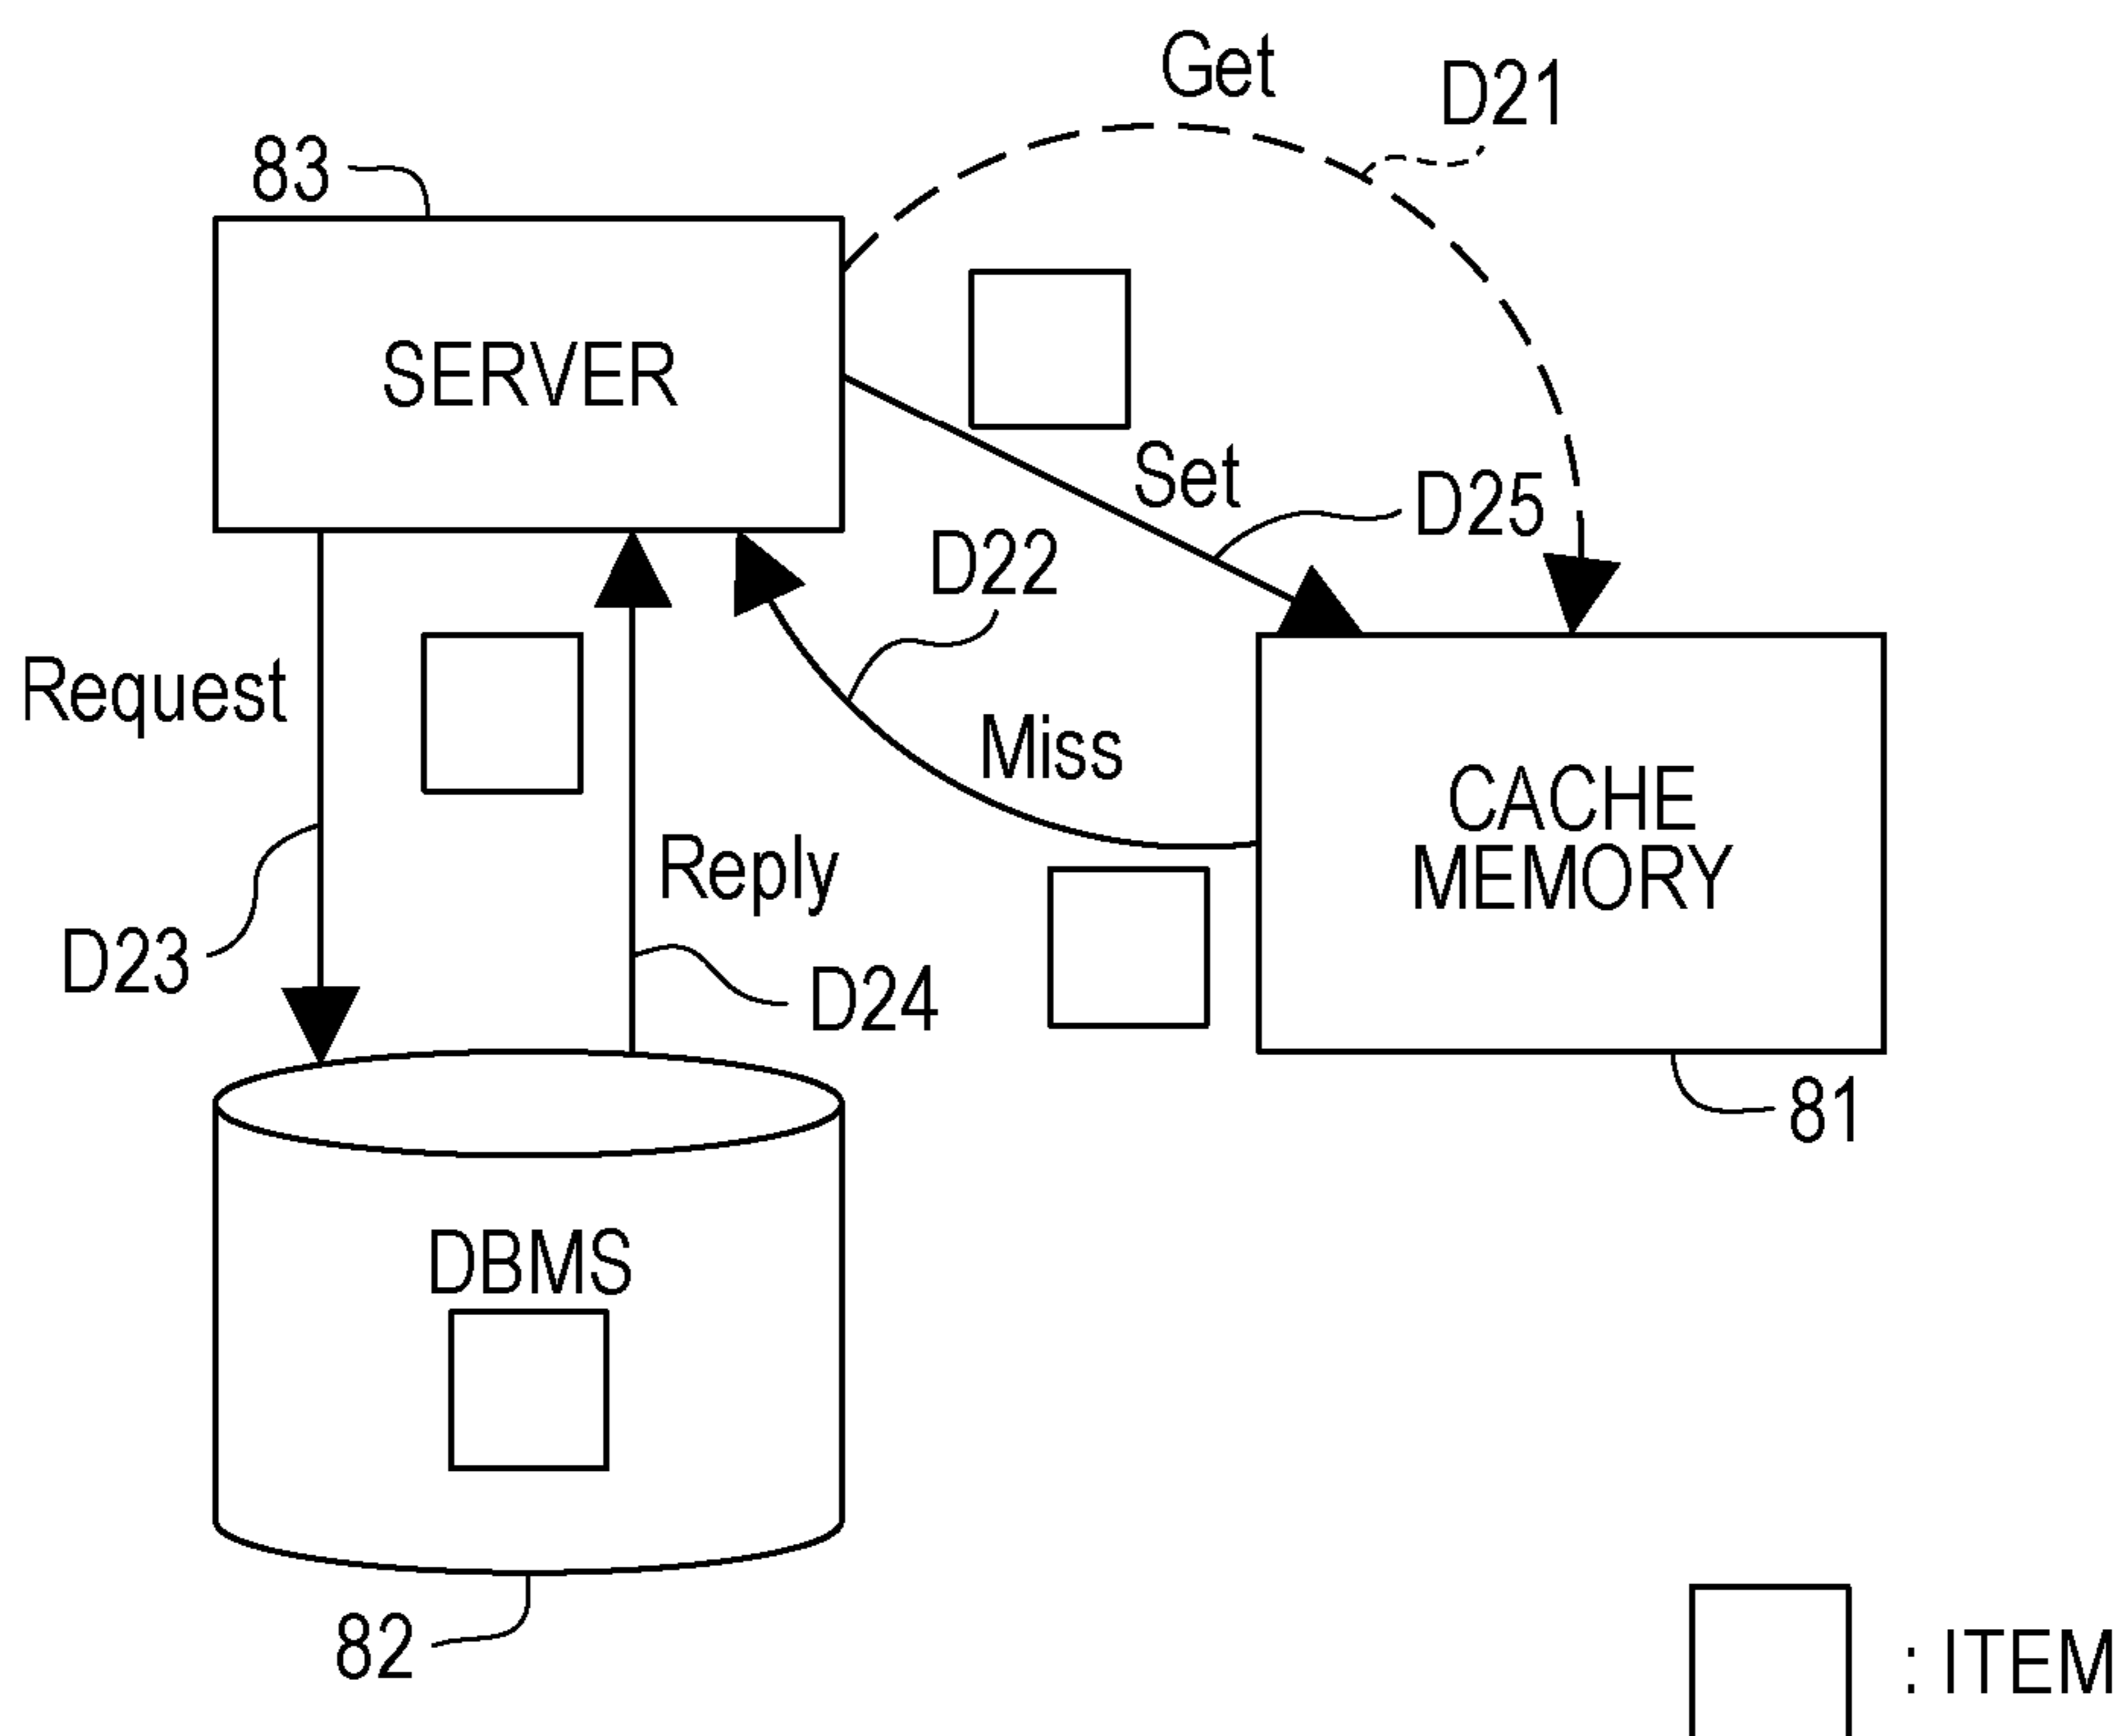 Get
D21
83
SERVER
Set
D25
D22
Request
Miss
CACHE
MEMORY
Reply
D23
D24
81
DBMS
82
: ITEM